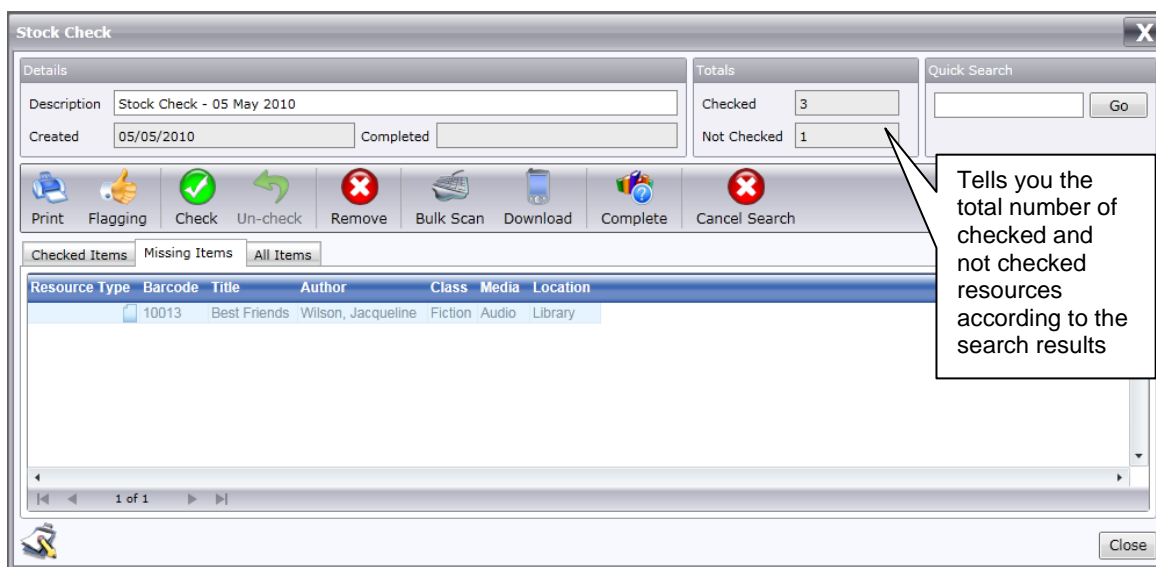 Stock Check
X
Details
Totals
Quick Search
Description Stock Check - 05 May 2010
Checked 3
Go
Created 05/05/2010 Completed
Not Checked 1
Print Flagging Check Un-check Remove Bulk Scan Download Complete Cancel Search
Tells you the
total number of
checked and
not checked
resources
according to the
search results
Checked Items Missing Items All Items
Resource Type Barcode Title Author Class Media Location
10013 Best Friends Wilson, Jacqueline Fiction Audio Library
1 of 1
Close